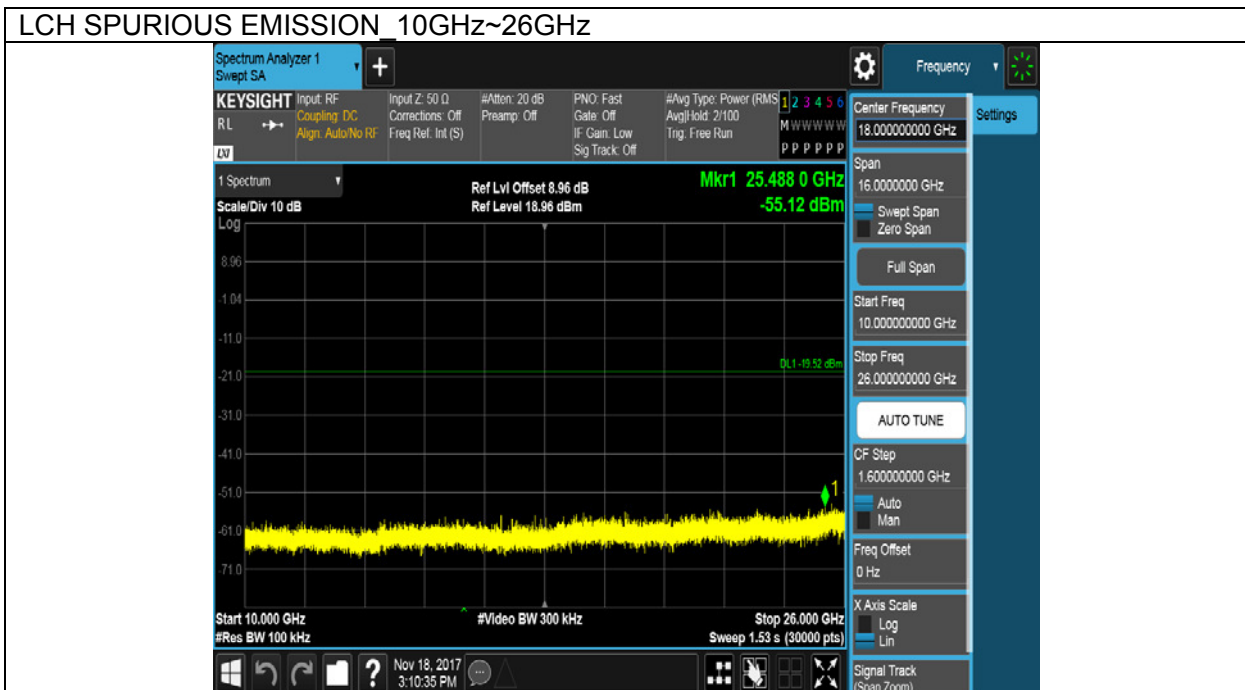 LCH SPURIOUS EMISSION_10GHz~26GHz
Spectrum Analyzer 1
Swept SA
+
Frequency
KEYSIGHT
RL
LXI
Input: RF
Coupling: DC
Align: Auto/No RF
Input Z: 50 Ω
Corrections: Off
Freq Ref: Int (S)
#Atten: 20 dB
Preamp: Off
PNO: Fast
Gate: Off
IF Gain: Low
Sig Track: Off
#Avg Type: Power (RMS
Avg|Hold: 2/100
Trig: Free Run
1 2 3 4 5 6
M W W W W W
P P P P P P
1 Spectrum
Scale/Div 10 dB
Ref Lvl Offset 8.96 dB
Ref Level 18.96 dBm
Mkr1 25.488 0 GHz
-55.12 dBm
Log
8.96
-1.04
-11.0
DL1 -19.52 dBm
-21.0
-31.0
-41.0
-51.0
1
-61.0
-71.0
Start 10.000 GHz
#Res BW 100 kHz
#Video BW 300 kHz
Stop 26.000 GHz
Sweep 1.53 s (30000 pts)
Nov 18, 2017
3:10:35 PM
?
Center Frequency
18.000000000 GHz
Settings
Span
16.0000000 GHz
Swept Span
Zero Span
Full Span
Start Freq
10.000000000 GHz
Stop Freq
26.000000000 GHz
AUTO TUNE
CF Step
1.600000000 GHz
Auto
Man
Freq Offset
0 Hz
X Axis Scale
Log
Lin
Signal Track
(Span Zoom)